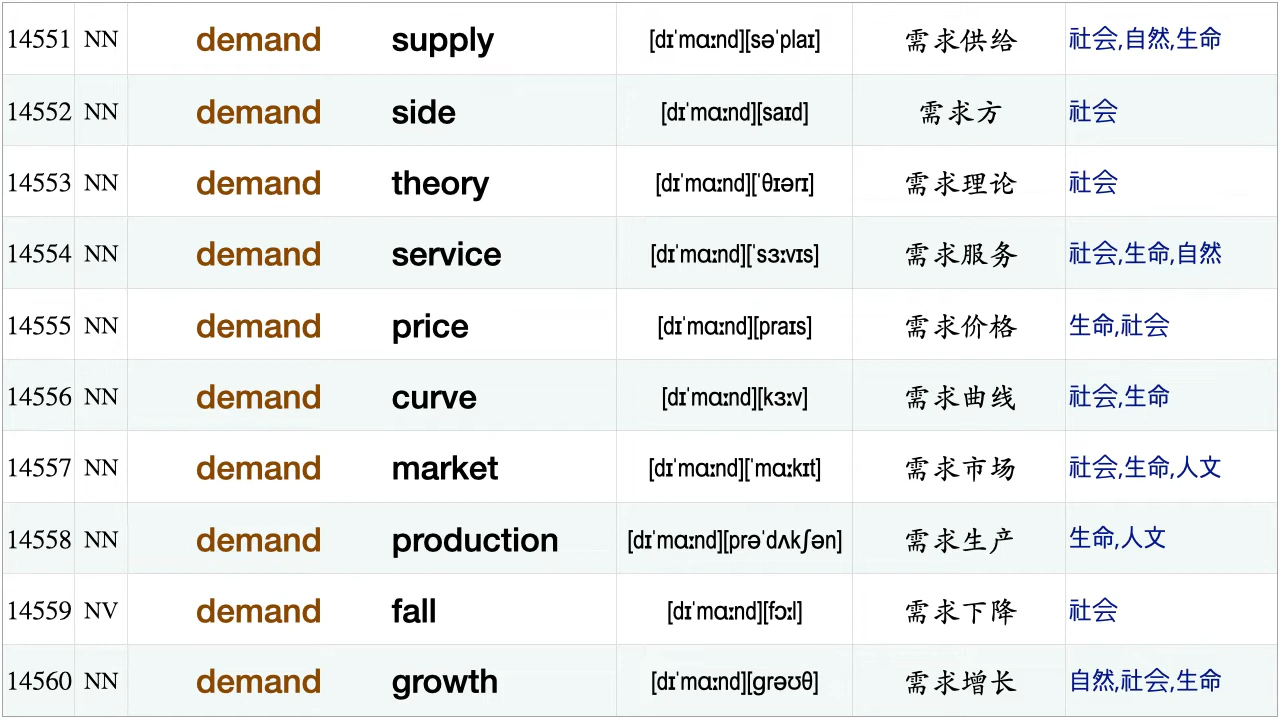 14551 NN demand supply [dɪˈmɑːnd][səˈplaɪ] 需求供给 社会,自然,生命
14552 NN demand side [dɪˈmɑːnd][saɪd] 需求方 社会
14553 NN demand theory [dɪˈmɑːnd][ˈθɪərɪ] 需求理论 社会
14554 NN demand service [dɪˈmɑːnd][ˈsɜːvɪs] 需求服务 社会,生命,自然
14555 NN demand price [dɪˈmɑːnd][praɪs] 需求价格 生命,社会
14556 NN demand curve [dɪˈmɑːnd][kɜːv] 需求曲线 社会,生命
14557 NN demand market [dɪˈmɑːnd][ˈmɑːkɪt] 需求市场 社会,生命,人文
14558 NN demand production [dɪˈmɑːnd][prəˈdʌkʃən] 需求生产 生命,人文
14559 NV demand fall [dɪˈmɑːnd][fɔːl] 需求下降 社会
14560 NN demand growth [dɪˈmɑːnd][grəʊθ] 需求增长 自然,社会,生命